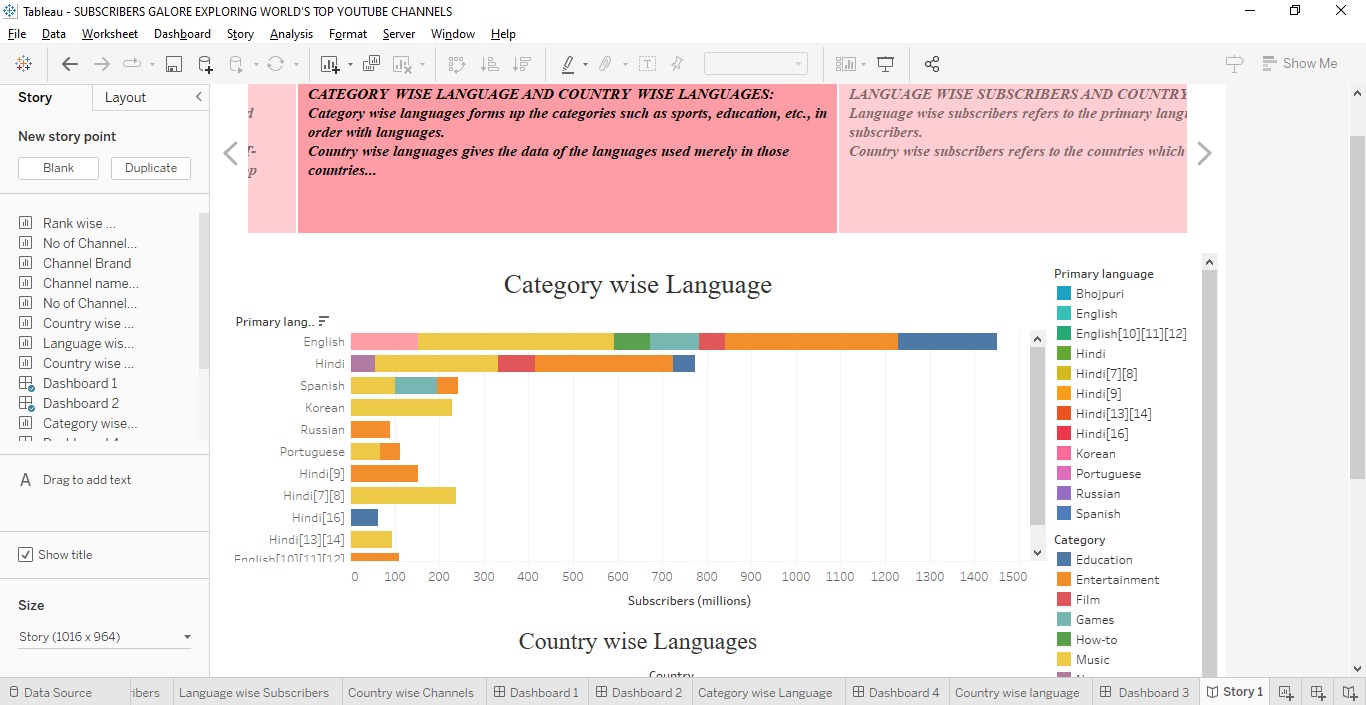 Tableau - SUBSCRIBERS GALORE EXPLORING WORLD'S TOP YOUTUBE CHANNELS
File Data Worksheet Dashboard Story Analysis Format Server Window Help
Show Me
Story Layout
New story point
Blank Duplicate
Rank wise ...
No of Channel...
Channel Brand
Channel name...
No of Channel...
Country wise ...
Language wis...
Country wise ...
Dashboard 1
Dashboard 2
Category wise...
A Drag to add text
Show title
Size
Story (1016 x 964)
CATEGORY WISE LANGUAGE AND COUNTRY WISE LANGUAGES:
Category wise languages forms up the categories such as sports, education, etc., in
order with languages.
Country wise languages gives the data of the languages used merely in those
countries...
LANGUAGE WISE SUBSCRIBERS AND COUNTRY
Language wise subscribers refers to the primary lang
subscribers.
Country wise subscribers refers to the countries which
Category wise Language
Primary lang..
English
Hindi
Spanish
Korean
Russian
Portuguese
Hindi[9]
Hindi[7][8]
Hindi[16]
Hindi[13][14]
English[10][11][12]
0 100 200 300 400 500 600 700 800 900 1000 1100 1200 1300 1400 1500
Subscribers (millions)
Country wise Languages
Country
Primary language
Bhojpuri
English
English[10][11][12]
Hindi
Hindi[7][8]
Hindi[9]
Hindi[13][14]
Hindi[16]
Korean
Portuguese
Russian
Spanish
Category
Education
Entertainment
Film
Games
How-to
Music
Data Source ribers Language wise Subscribers Country wise Channels Dashboard 1 Dashboard 2 Category wise Language Dashboard 4 Country wise language Dashboard 3 Story 1